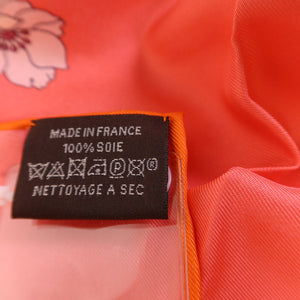 MADE IN FRANCE
100% SOIE
P
NETTOYAGE A SEC